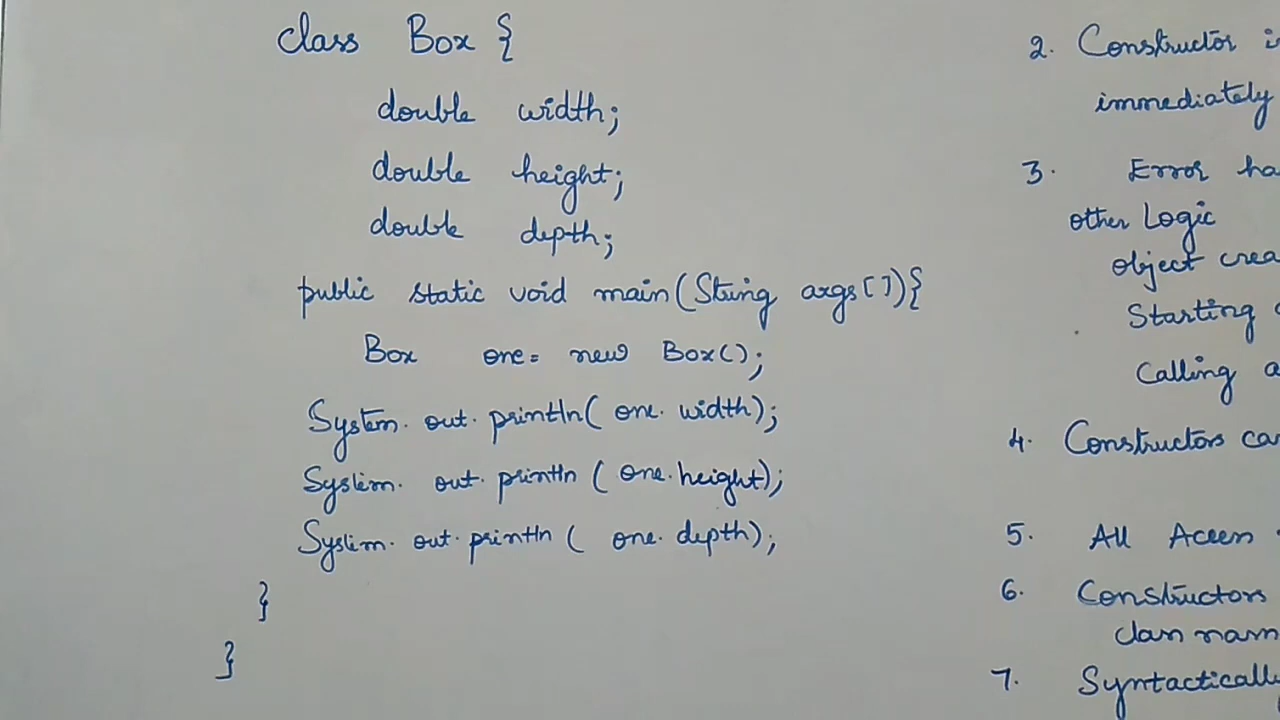 class Box {
double width;
double height;
double depth;
public static void main(String args[]){
Box one= new Box();
System. out. println( one. width);
System. out. println ( one. height);
System. out. println ( one. depth);
}
}
2. Constructor
immediately
3. Error
other Logic
object
Starting
Calling
4. Constructors
5. All Access
6. Constructors
class
7. Syntactically